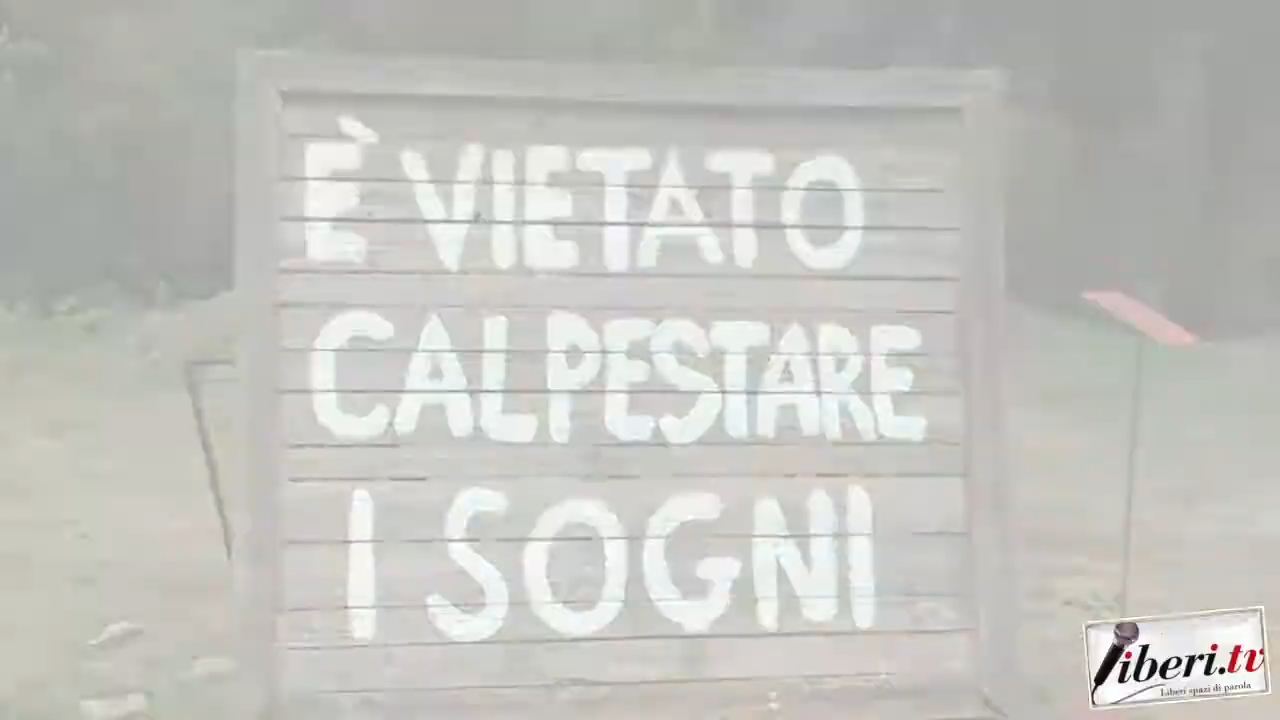 È VIETATO
CALPESTARE
I SOGNI
liberi.tv
Liberi spazi di parola